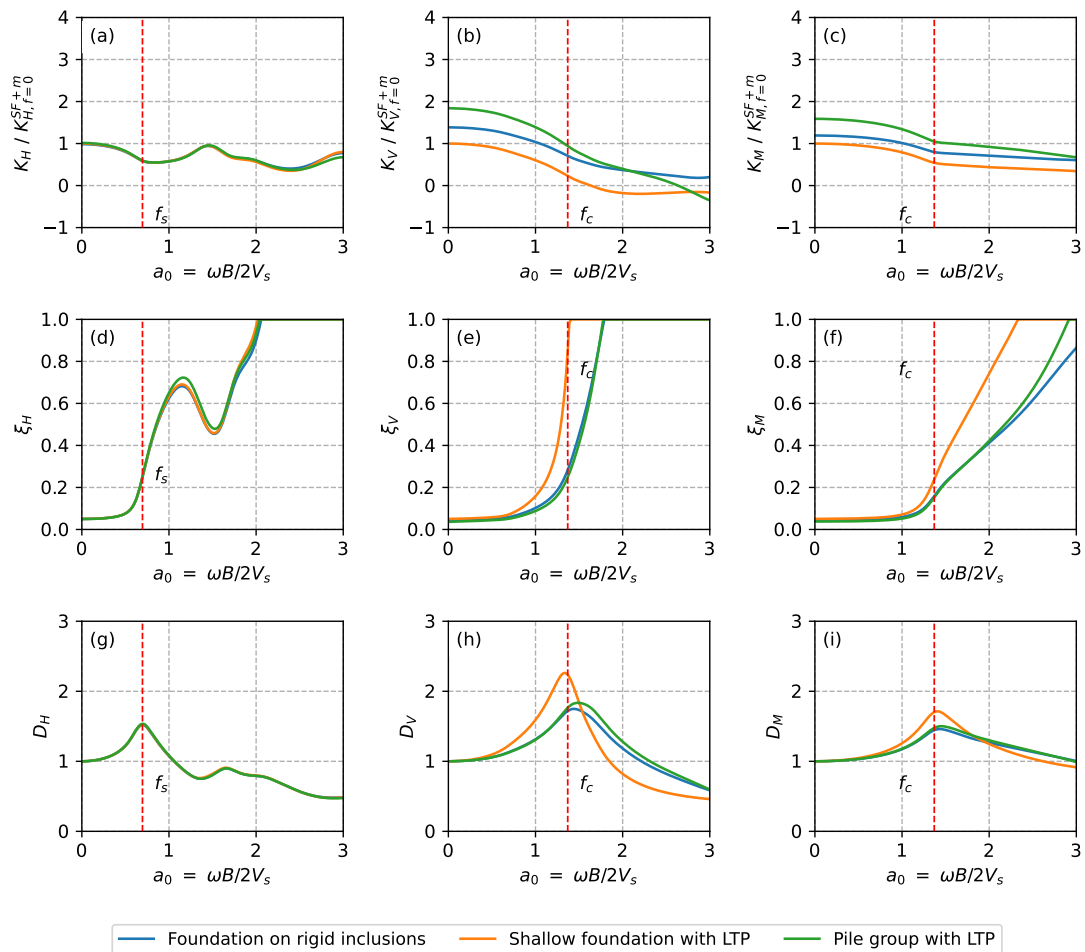 (a) (b) (c)
K_H / K_{H,f=0}^{SF+m} K_V / K_{V,f=0}^{SF+m} K_M / K_{M,f=0}^{SF+m}
4 4 4
3 3 3
2 2 2
1 1 1
0 0 0
−1 −1 −1
f_s f_c f_c
0 1 2 3 0 1 2 3 0 1 2 3
a_0 = ωB/2V_s a_0 = ωB/2V_s a_0 = ωB/2V_s
(d) (e) (f)
ξ_H ξ_V ξ_M
1.0 1.0 1.0
0.8 0.8 0.8
0.6 0.6 0.6
0.4 0.4 0.4
0.2 0.2 0.2
0.0 0.0 0.0
f_s f_c f_c
0 1 2 3 0 1 2 3 0 1 2 3
a_0 = ωB/2V_s a_0 = ωB/2V_s a_0 = ωB/2V_s
(g) (h) (i)
D_H D_V D_M
3 3 3
2 2 2
1 1 1
0 0 0
f_s f_c f_c
0 1 2 3 0 1 2 3 0 1 2 3
a_0 = ωB/2V_s a_0 = ωB/2V_s a_0 = ωB/2V_s
Foundation on rigid inclusions Shallow foundation with LTP Pile group with LTP